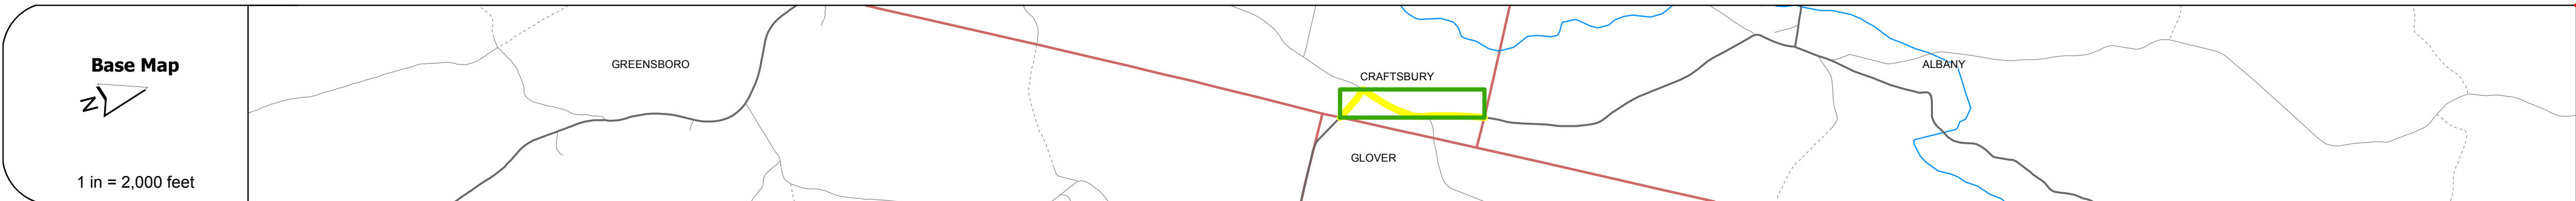 Base Map
N
1 in = 2,000 feet
GREENSBORO
CRAFTSBURY
GLOVER
ALBANY